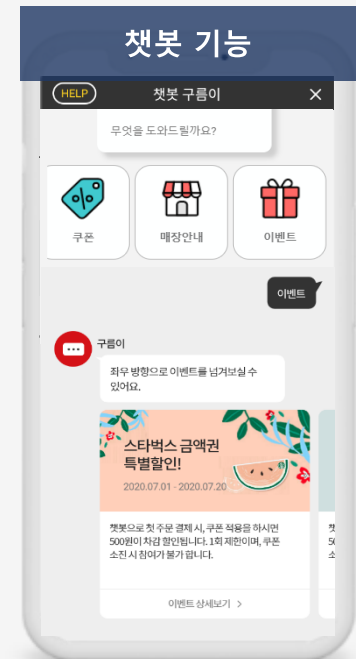 챗봇 기능
HELP
챗봇 구름이
무엇을 도와드릴까요?
쿠폰
매장안내
이벤트
이벤트
구름이
좌우 방향으로 이벤트를 넘겨보실 수
있어요.
스타벅스 금액권
특별할인!
2020.07.01 - 2020.07.20
챗봇으로 첫 주문 결제 시, 쿠폰 적용을 하시면
500원이 차감 할인됩니다. 1회 제한이며, 쿠폰
소진 시 참여가 불가 합니다.
이벤트 상세보기 >